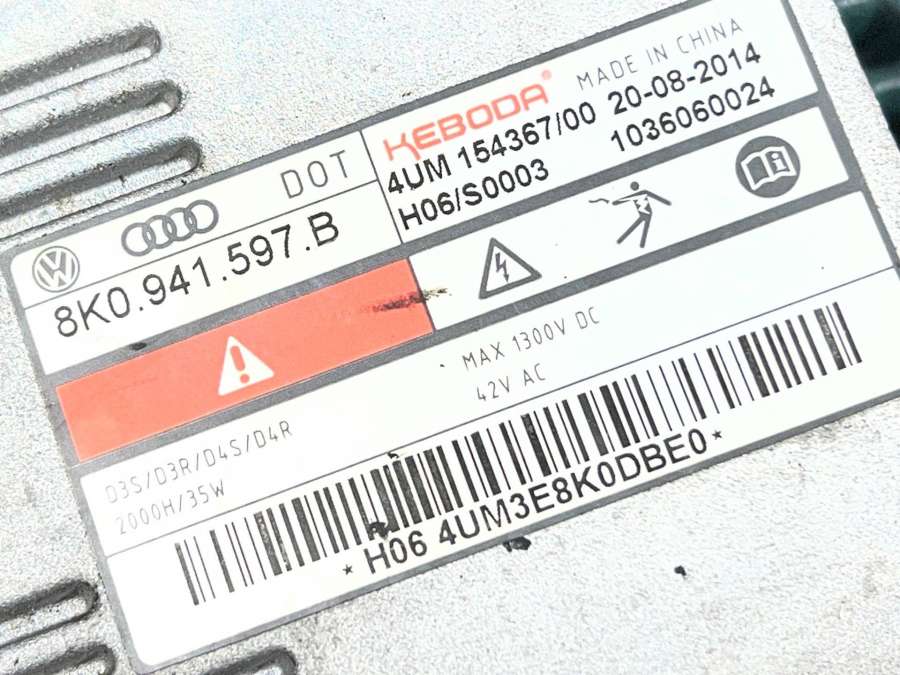 KEBODA® MADE IN CHINA
4UM 154367/00 20-08-2014
H06/S0003 1036060024
DOT
8K0.941.597.B
MAX 1300V DC
42V AC
D3S/D3R/D4S/D4R
2000H/35W
* H06 4UM3E8K0DBE0 *